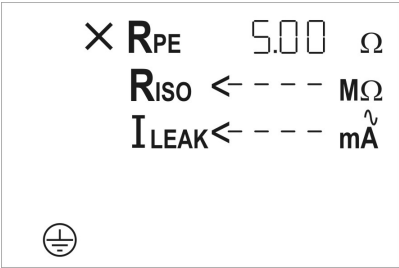 × RPE 5.00 Ω
RISO <- - - - MΩ
ILEAK<- - - - mA